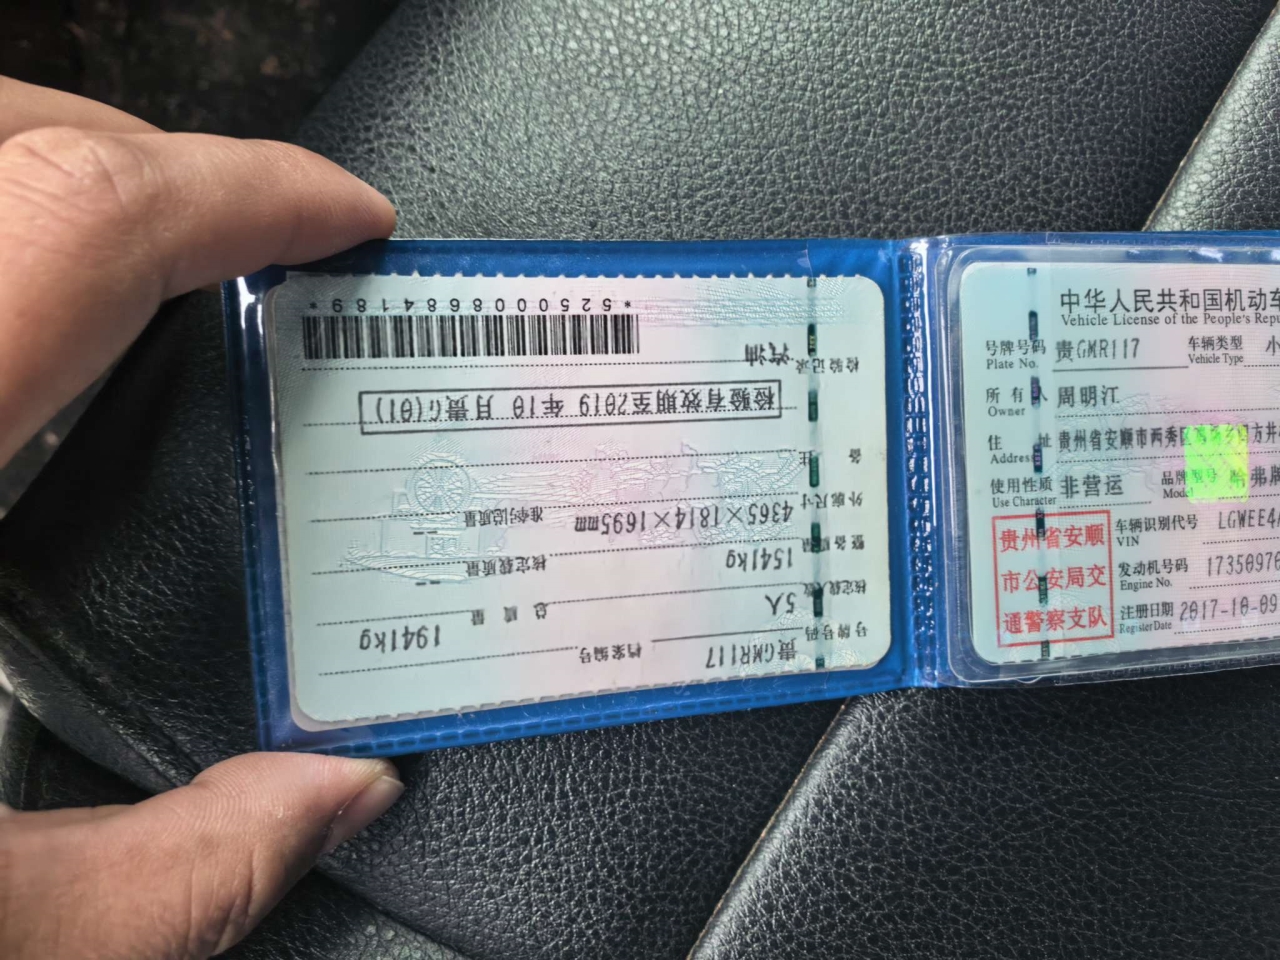 号牌号码 贵GMR117 档案编号
核定载人数 5人 总质量 1941kg
整备质量 1541kg 核定载质量
外廓尺寸 4365×1814×1695mm 准牵引总质量
备注
检验有效期至2019年10月贵G(01)
检验记录 汽油
*5250008684189*
中华人民共和国机动车
Vehicle License of the People's Repu
号牌号码 贵GMR117 车辆类型 小
Plate No. Vehicle Type
所有人 周明江
Owner
住址 贵州省安顺市西秀区
Address
使用性质 非营运 品牌型号 哈弗牌
Use Character Model
贵州省安顺
市公安局交
通警察支队
车辆识别代号 LGWEE4
VIN
发动机号码 17350976
Engine No.
注册日期 2017-10-09
Register Date